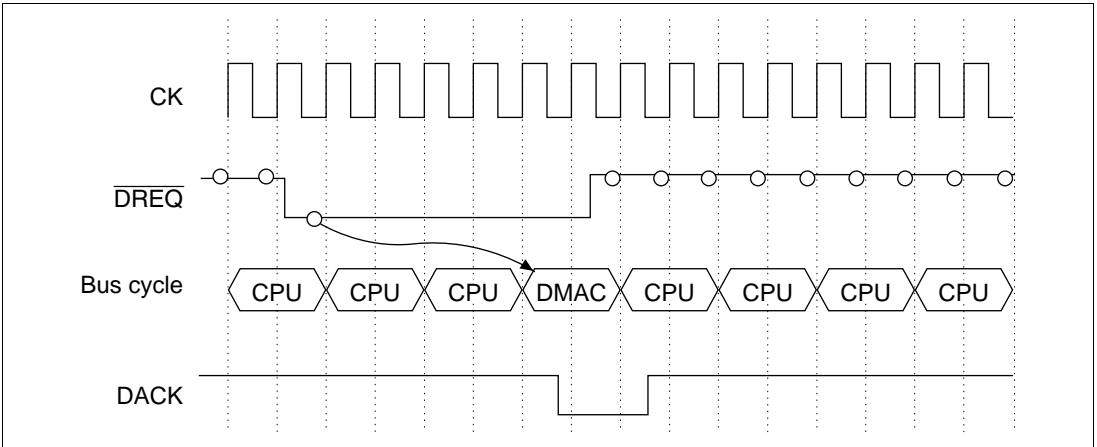 CK
DREQ
Bus cycle
CPU CPU CPU DMAC CPU CPU CPU CPU
DACK